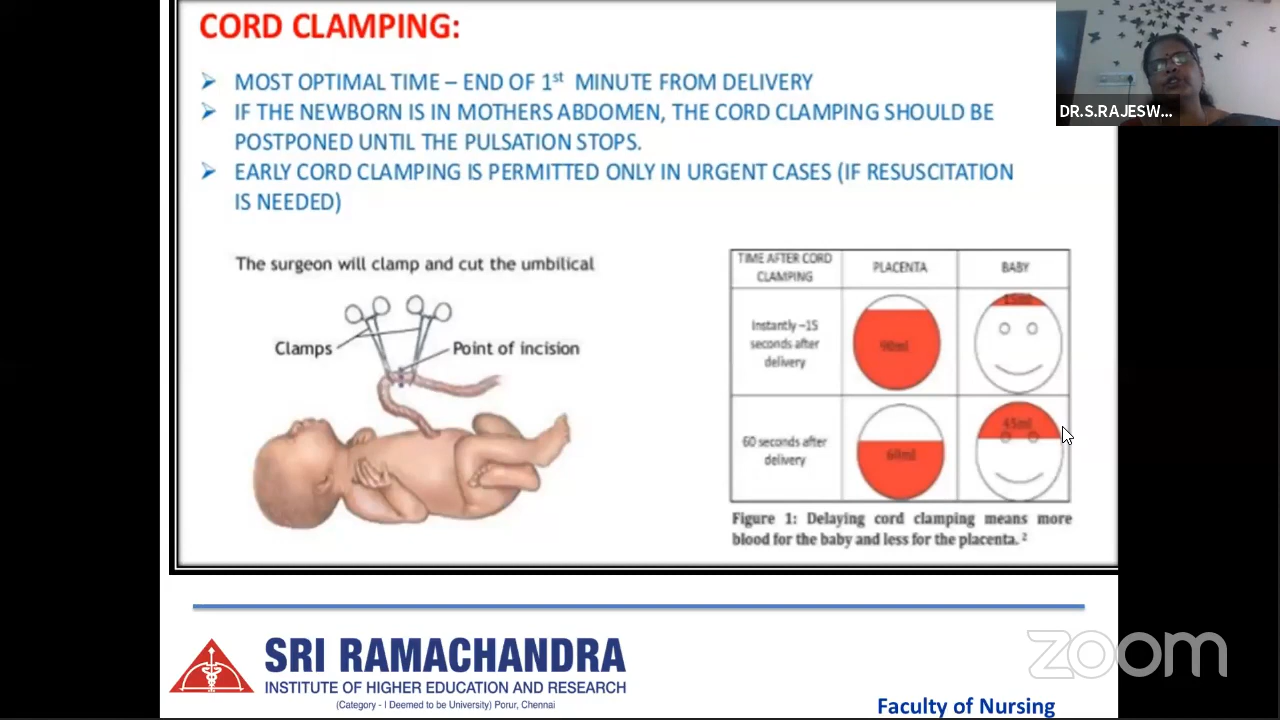 CORD CLAMPING:
➢ MOST OPTIMAL TIME – END OF 1st MINUTE FROM DELIVERY
➢ IF THE NEWBORN IS IN MOTHERS ABDOMEN, THE CORD CLAMPING SHOULD BE
POSTPONED UNTIL THE PULSATION STOPS.
➢ EARLY CORD CLAMPING IS PERMITTED ONLY IN URGENT CASES (IF RESUSCITATION
IS NEEDED)
DR.S.RAJESW...
The surgeon will clamp and cut the umbilical
Clamps
Point of incision
TIME AFTER CORD
CLAMPING
PLACENTA
BABY
Instantly –15
seconds after
delivery
90ml
15ml
60 seconds after
delivery
60ml
45ml
Figure 1: Delaying cord clamping means more
blood for the baby and less for the placenta. 2
SRI RAMACHANDRA
INSTITUTE OF HIGHER EDUCATION AND RESEARCH
(Category - I Deemed to be University) Porur, Chennai
Faculty of Nursing
zoom